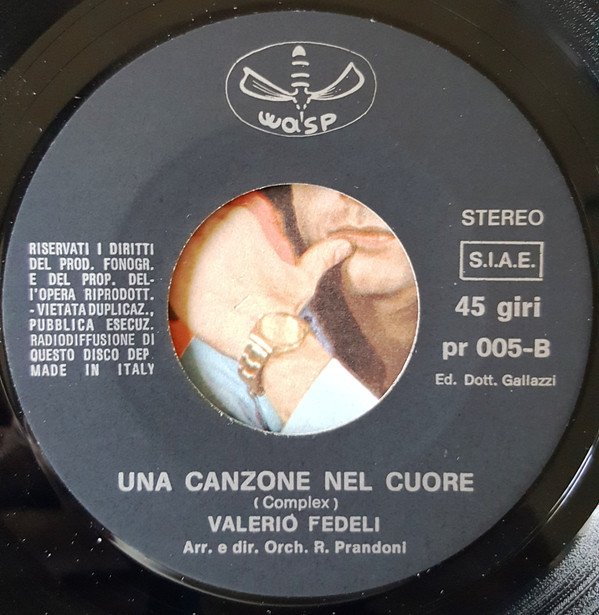 wasp
RISERVATI I DIRITTI
DEL PROD. FONOGR.
E DEL PROP. DEL-
l'OPERA RIPRODOTT.
-VIETATA DUPLICAZ.,
PUBBLICA ESECUZ.
RADIODIFFUSIONE DI
QUESTO DISCO DEP.
MADE IN ITALY
STEREO
S.I.A.E.
45 giri
pr 005-B
Ed. Dott. Gallazzi
UNA CANZONE NEL CUORE
(Complex)
VALERIO FEDELI
Arr. e dir. Orch. R. Prandoni